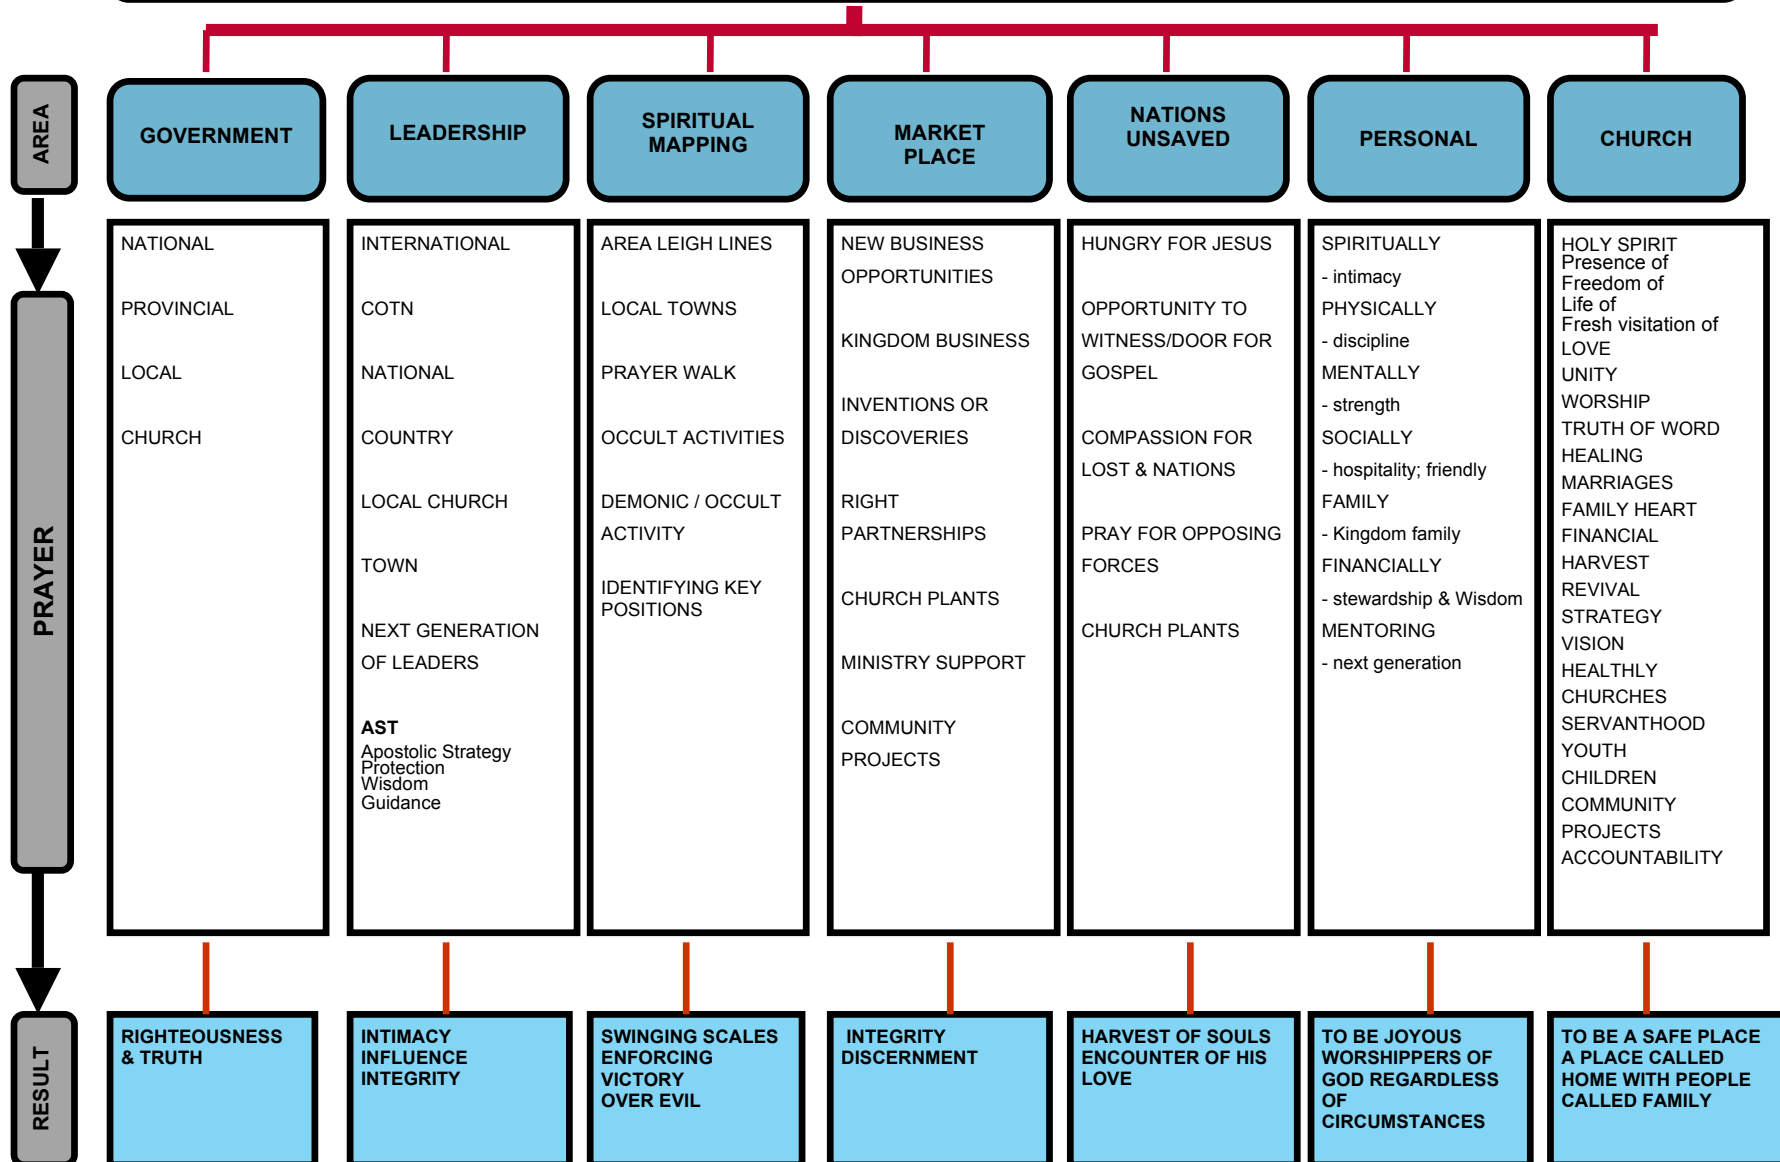 AREA
GOVERNMENT
LEADERSHIP
SPIRITUAL
MAPPING
MARKET
PLACE
NATIONS
UNSAVED
PERSONAL
CHURCH
PRAYER
NATIONAL
PROVINCIAL
LOCAL
CHURCH
INTERNATIONAL
COTN
NATIONAL
COUNTRY
LOCAL CHURCH
TOWN
NEXT GENERATION
OF LEADERS
AST
Apostolic Strategy
Protection
Wisdom
Guidance
AREA LEIGH LINES
LOCAL TOWNS
PRAYER WALK
OCCULT ACTIVITIES
DEMONIC / OCCULT
ACTIVITY
IDENTIFYING KEY
POSITIONS
NEW BUSINESS
OPPORTUNITIES
KINGDOM BUSINESS
INVENTIONS OR
DISCOVERIES
RIGHT
PARTNERSHIPS
CHURCH PLANTS
MINISTRY SUPPORT
COMMUNITY
PROJECTS
HUNGRY FOR JESUS
OPPORTUNITY TO
WITNESS/DOOR FOR
GOSPEL
COMPASSION FOR
LOST & NATIONS
PRAY FOR OPPOSING
FORCES
CHURCH PLANTS
SPIRITUALLY
- intimacy
PHYSICALLY
- discipline
MENTALLY
- strength
SOCIALLY
- hospitality; friendly
FAMILY
- Kingdom family
FINANCIALLY
- stewardship & Wisdom
MENTORING
- next generation
HOLY SPIRIT
Presence of
Freedom of
Life of
Fresh visitation of
LOVE
UNITY
WORSHIP
TRUTH OF WORD
HEALING
MARRIAGES
FAMILY HEART
FINANCIAL
HARVEST
REVIVAL
STRATEGY
VISION
HEALTHLY
CHURCHES
SERVANTHOOD
YOUTH
CHILDREN
COMMUNITY
PROJECTS
ACCOUNTABILITY
RESULT
RIGHTEOUSNESS
& TRUTH
INTIMACY
INFLUENCE
INTEGRITY
SWINGING SCALES
ENFORCING
VICTORY
OVER EVIL
INTEGRITY
DISCERNMENT
HARVEST OF SOULS
ENCOUNTER OF HIS
LOVE
TO BE JOYOUS
WORSHIPPERS OF
GOD REGARDLESS
OF
CIRCUMSTANCES
TO BE A SAFE PLACE
A PLACE CALLED
HOME WITH PEOPLE
CALLED FAMILY